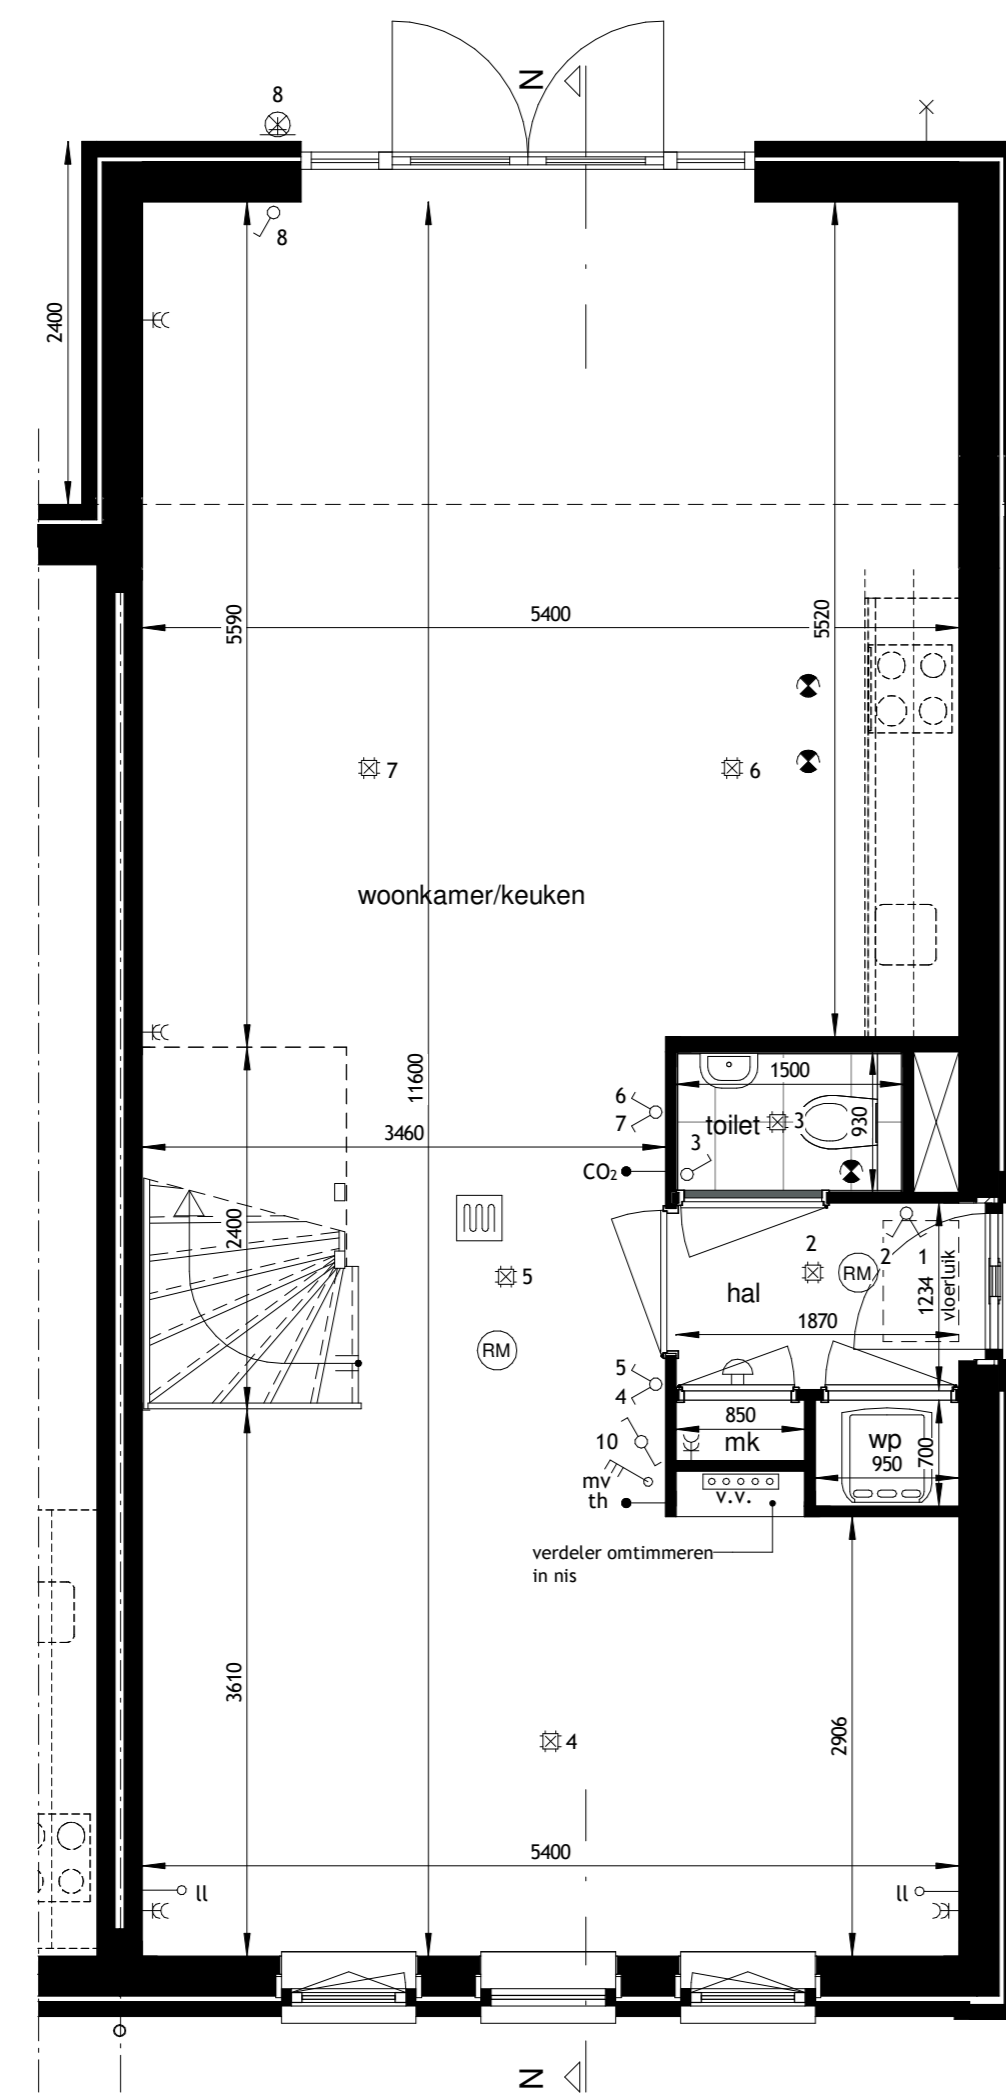 N
8
8
2400
5590
5400
5520
7
6
woonkamer/keuken
11600
6
7
3460
CO₂
1500
toilet
3
930
3
2400
5
2
RM
2
1
1234
vloerluik
hal
1870
RM
5
4
10
mv
th
850
mk
wp
950
700
v.v.
verdeler omtimmeren
in nis
3610
4
2906
5400
ll
ll
N